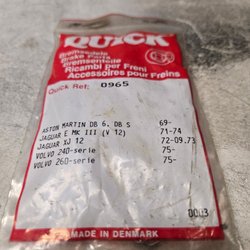 QUICK
Bremsedele
Brake Parts
Bremsenteile
Ricambi per Freni
Accessoires pour Freins
Quick Ref: 0965
ASTON MARTIN DB 6, DB S 69-
JAGUAR E MK III (V 12) 71-74
JAGUAR XJ 12 72-09.73
VOLVO 240-serie 75-
VOLVO 260-serie 75-
MADE IN DENMARK